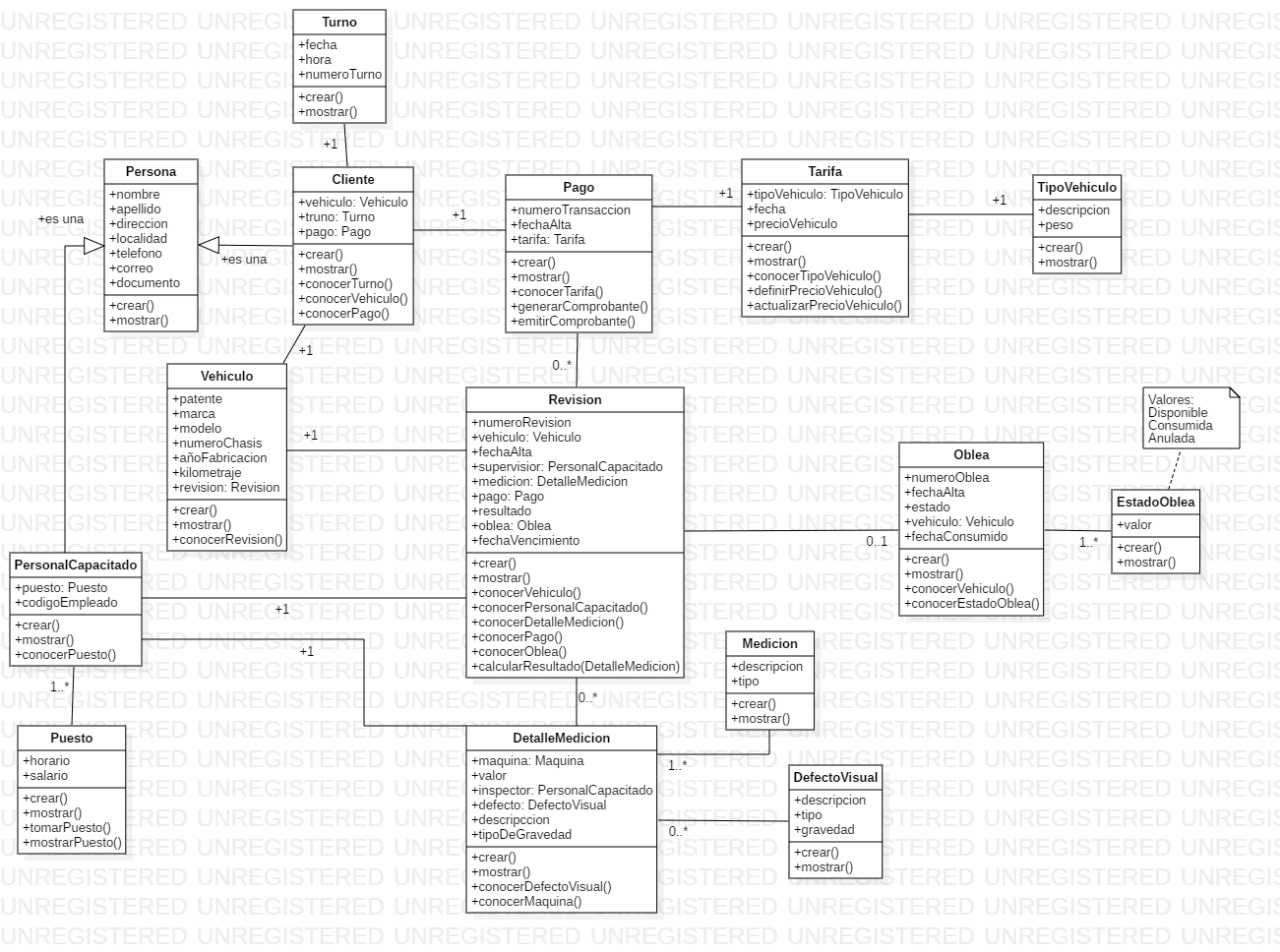 Turno
+fecha
+hora
+numeroTurno
+crear()
+mostrar()
+1
Persona
+nombre
+apellido
+direccion
+localidad
+telefono
+correo
+documento
+crear()
+mostrar()
+es una
+es una
Cliente
+vehiculo: Vehiculo
+truno: Turno
+pago: Pago
+crear()
+mostrar()
+conocerTurno()
+conocerVehiculo()
+conocerPago()
+1
Pago
+numeroTransaccion
+fechaAlta
+tarifa: Tarifa
+crear()
+mostrar()
+conocerTarifa()
+generarComprobante()
+emitirComprobante()
+1
Tarifa
+tipoVehiculo: TipoVehiculo
+fecha
+precioVehiculo
+crear()
+mostrar()
+conocerTipoVehiculo()
+definirPrecioVehiculo()
+actualizarPrecioVehiculo()
+1
TipoVehiculo
+descripcion
+peso
+crear()
+mostrar()
+1
Vehiculo
+patente
+marca
+modelo
+numeroChasis
+añoFabricacion
+kilometraje
+revision: Revision
+crear()
+mostrar()
+conocerRevision()
+1
0..*
Revision
+numeroRevision
+vehiculo: Vehiculo
+fechaAlta
+supervisior: PersonalCapacitado
+medicion: DetalleMedicion
+pago: Pago
+resultado
+oblea: Oblea
+fechaVencimiento
+crear()
+mostrar()
+conocerVehiculo()
+conocerPersonalCapacitado()
+conocerDetalleMedicion()
+conocerPago()
+conocerOblea()
+calcularResultado(DetalleMedicion)
0..1
Oblea
+numeroOblea
+fechaAlta
+estado
+vehiculo: Vehiculo
+fechaConsumido
+crear()
+mostrar()
+conocerVehiculo()
+conocerEstadoOblea()
1..*
Valores:
Disponible
Consumida
Anulada
EstadoOblea
+valor
+crear()
+mostrar()
PersonalCapacitado
+puesto: Puesto
+codigoEmpleado
+crear()
+mostrar()
+conocerPuesto()
+1
+1
1..*
Puesto
+horario
+salario
+crear()
+mostrar()
+tomarPuesto()
+mostrarPuesto()
0..*
DetalleMedicion
+maquina: Maquina
+valor
+inspector: PersonalCapacitado
+defecto: DefectoVisual
+descripccion
+tipoDeGravedad
+crear()
+mostrar()
+conocerDefectoVisual()
+conocerMaquina()
Medicion
+descripcion
+tipo
+crear()
+mostrar()
1..*
DefectoVisual
+descripcion
+tipo
+gravedad
+crear()
+mostrar()
0..*
UNREGISTERED